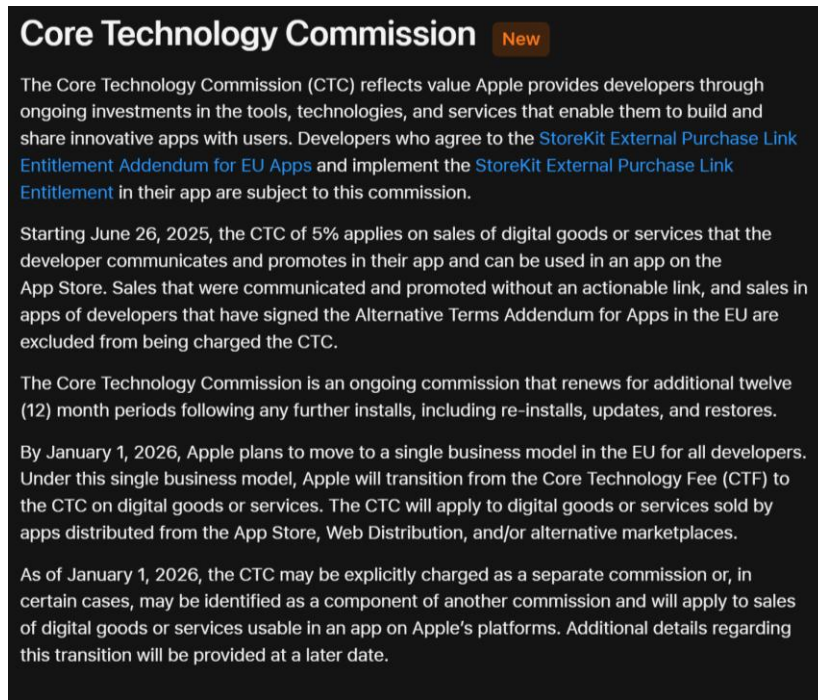 Core Technology Commission New
The Core Technology Commission (CTC) reflects value Apple provides developers through
ongoing investments in the tools, technologies, and services that enable them to build and
share innovative apps with users. Developers who agree to the StoreKit External Purchase Link
Entitlement Addendum for EU Apps and implement the StoreKit External Purchase Link
Entitlement in their app are subject to this commission.
Starting June 26, 2025, the CTC of 5% applies on sales of digital goods or services that the
developer communicates and promotes in their app and can be used in an app on the
App Store. Sales that were communicated and promoted without an actionable link, and sales in
apps of developers that have signed the Alternative Terms Addendum for Apps in the EU are
excluded from being charged the CTC.
The Core Technology Commission is an ongoing commission that renews for additional twelve
(12) month periods following any further installs, including re-installs, updates, and restores.
By January 1, 2026, Apple plans to move to a single business model in the EU for all developers.
Under this single business model, Apple will transition from the Core Technology Fee (CTF) to
the CTC on digital goods or services. The CTC will apply to digital goods or services sold by
apps distributed from the App Store, Web Distribution, and/or alternative marketplaces.
As of January 1, 2026, the CTC may be explicitly charged as a separate commission or, in
certain cases, may be identified as a component of another commission and will apply to sales
of digital goods or services usable in an app on Apple's platforms. Additional details regarding
this transition will be provided at a later date.